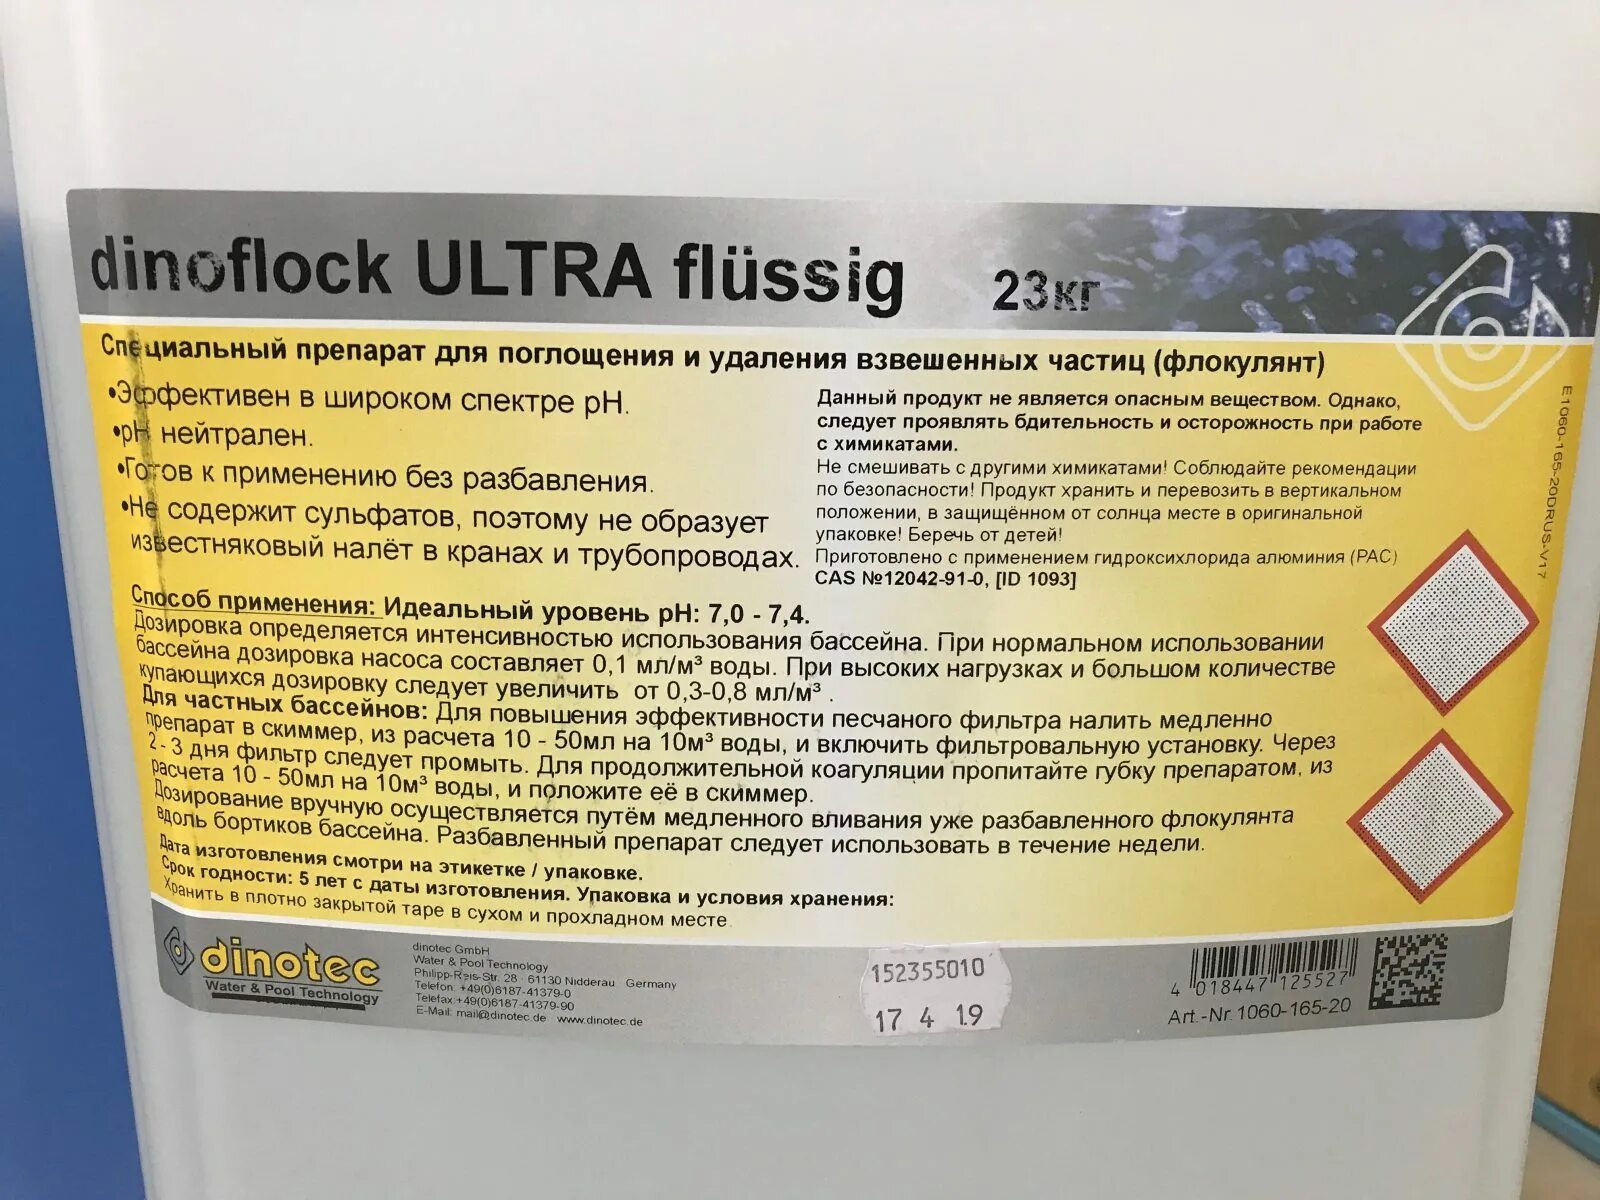 dinoflock ULTRA flüssig 23кг
Специальный препарат для поглощения и удаления взвешенных частиц (флокулянт)
•Эффективен в широком спектре pH.
•pH нейтрален.
•Готов к применению без разбавления.
•Не содержит сульфатов, поэтому не образует
известняковый налёт в кранах и трубопроводах.
Данный продукт не является опасным веществом. Однако,
следует проявлять бдительность и осторожность при работе
с химикатами.
Не смешивать с другими химикатами! Соблюдайте рекомендации
по безопасности! Продукт хранить и перевозить в вертикальном
положении, в защищённом от солнца месте в оригинальной
упаковке! Беречь от детей!
Приготовлено с применением гидроксихлорида алюминия (PAC)
CAS №12042-91-0, [ID 1093]
Способ применения: Идеальный уровень pH: 7,0 - 7,4.
Дозировка определяется интенсивностью использования бассейна. При нормальном использовании
бассейна дозировка насоса составляет 0,1 мл/м³ воды. При высоких нагрузках и большом количестве
купающихся дозировку следует увеличить от 0,3-0,8 мл/м³ .
Для частных бассейнов: Для повышения эффективности песчаного фильтра налить медленно
препарат в скиммер, из расчета 10 - 50мл на 10м³ воды, и включить фильтровальную установку. Через
2 - 3 дня фильтр следует промыть. Для продолжительной коагуляции пропитайте губку препаратом, из
расчета 10 - 50мл на 10м³ воды, и положите её в скиммер.
Дозирование вручную осуществляется путём медленного вливания уже разбавленного флокулянта
вдоль бортиков бассейна. Разбавленный препарат следует использовать в течение недели.
Дата изготовления смотри на этикетке / упаковке.
Срок годности: 5 лет с даты изготовления. Упаковка и условия хранения:
Хранить в плотно закрытой таре в сухом и прохладном месте.
E1060-165-20DRUS-V17
dinotec
Water & Pool Technology
dinotec GmbH
Water & Pool Technology
Philipp-Reis-Str. 28 61130 Nidderau Germany
Telefon: +49(0)6187-41379-0
Telefax +49(0)6187-41379-90
E-Mail: mail@dinotec.de www.dinotec.de
152355010
17 4 19
4 018447 125527
Art.-Nr. 1060-165-20